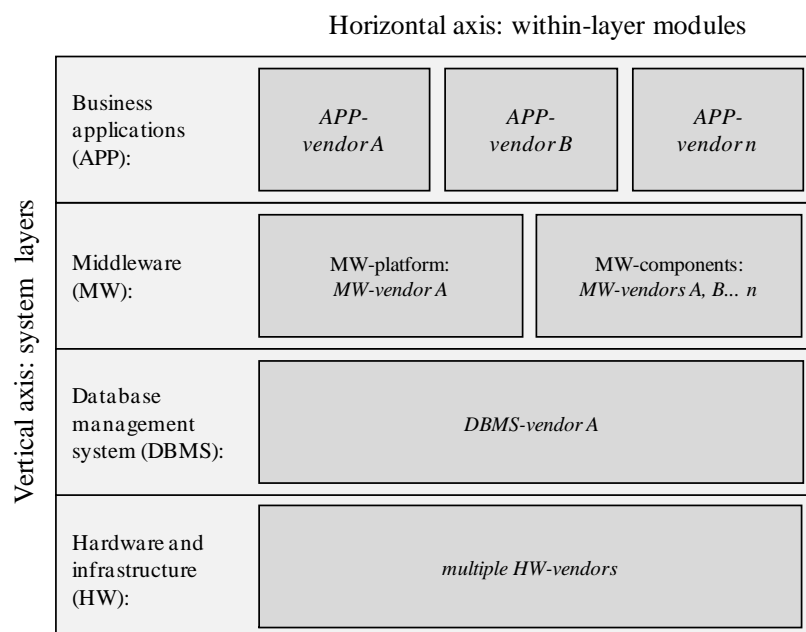 Horizontal axis: within-layer modules
Vertical axis: system layers
Business
applications
(APP):
APP-
vendor A
APP-
vendor B
APP-
vendor n
Middleware
(MW):
MW-platform:
MW-vendor A
MW-components:
MW-vendors A, B... n
Database
management
system (DBMS):
DBMS-vendor A
Hardware and
infrastructure
(HW):
multiple HW-vendors